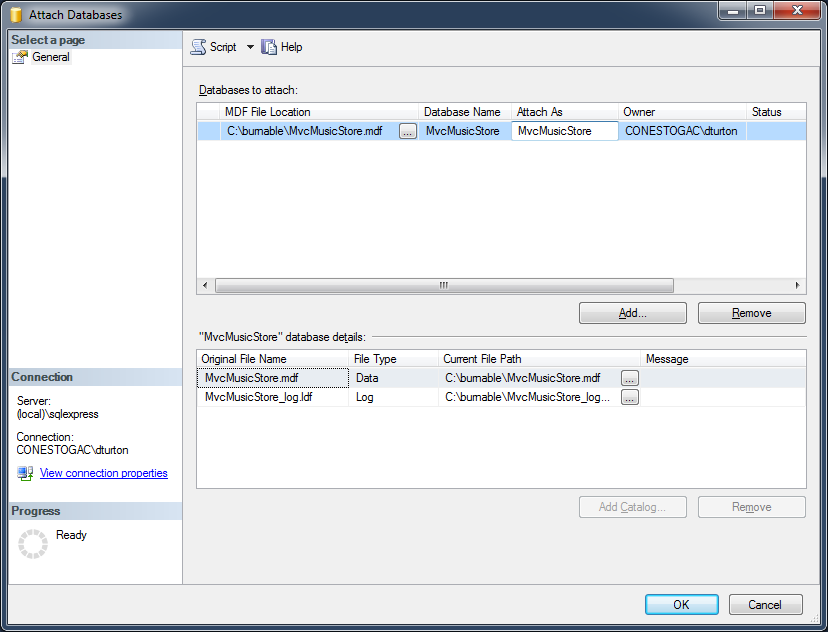 Attach Databases
Select a page
General
Script Help
Databases to attach:
MDF File Location Database Name Attach As Owner Status
C:\burnable\MvcMusicStore.mdf ... MvcMusicStore MvcMusicStore CONESTOGAC\dturton
Add... Remove
"MvcMusicStore" database details:
Original File Name File Type Current File Path Message
MvcMusicStore.mdf Data C:\burnable\MvcMusicStore.mdf ...
MvcMusicStore_log.ldf Log C:\burnable\MvcMusicStore_log... ...
Add Catalog... Remove
Connection
Server:
(local)\sqlexpress
Connection:
CONESTOGAC\dturton
View connection properties
Progress
Ready
OK Cancel